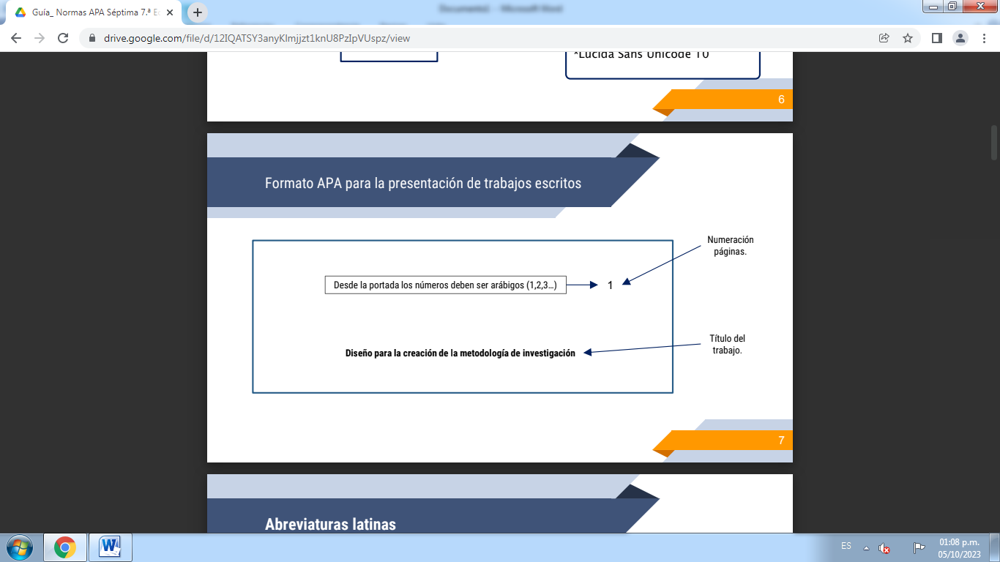 Documento1 - Microsoft Word
Guía_ Normas APA Séptima 7.ª Ec
drive.google.com/file/d/12IQATSY3anyKlmjjzt1knU8PzIpVUspz/view
*Lucida Sans Unicode 10
6
Formato APA para la presentación de trabajos escritos
Numeración
páginas.
Desde la portada los números deben ser arábigos (1,2,3…)
1
Título del
trabajo.
Diseño para la creación de la metodología de investigación
7
Abreviaturas latinas
ES
01:08 p.m.
05/10/2023